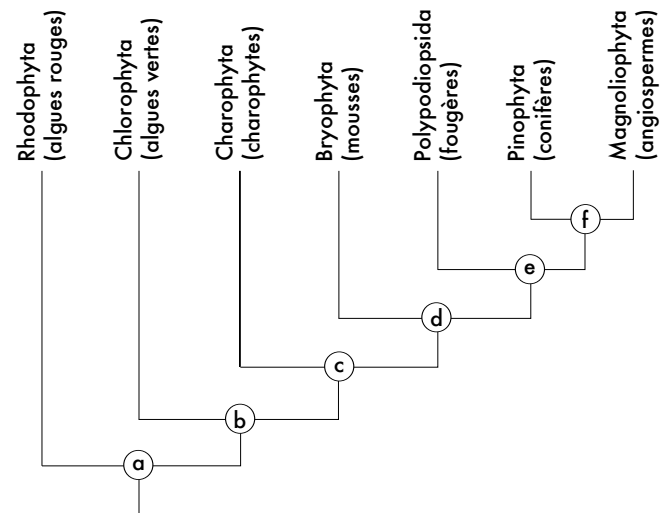 Rhodophyta
(algues rouges)
Chlorophyta
(algues vertes)
Charophyta
(charophytes)
Bryophyta
(mousses)
Polypodiopsida
(fougères)
Pinophyta
(conifères)
Magnoliophyta
(angiospermes)
f
e
d
c
b
a